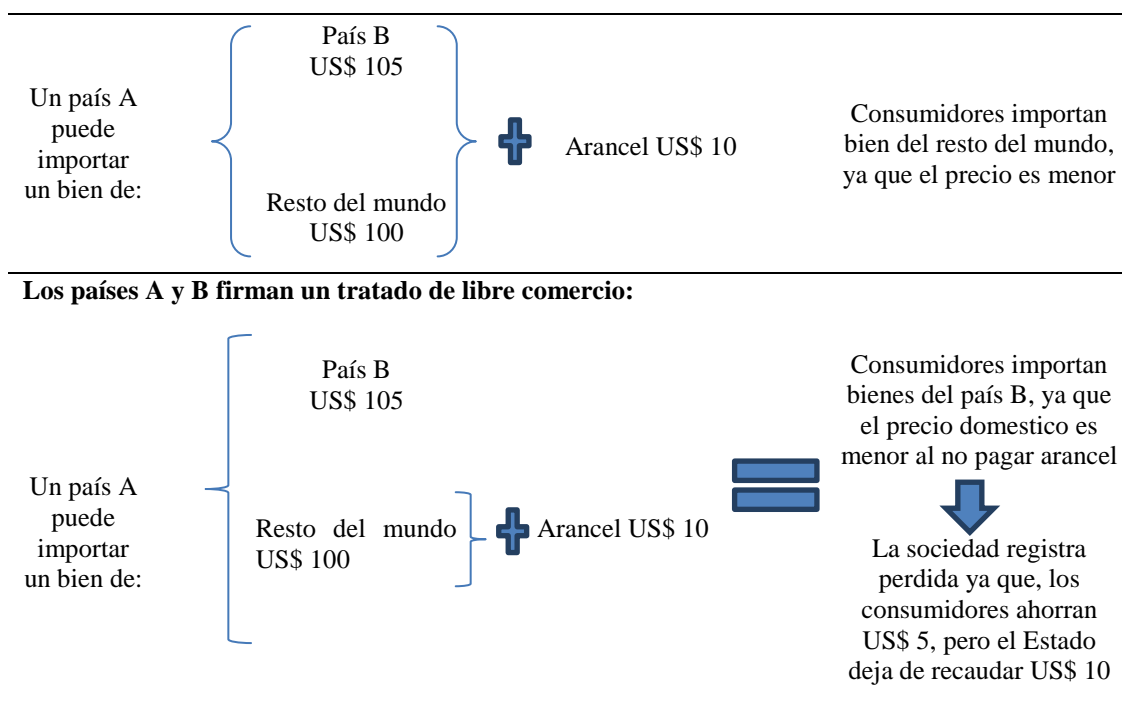 Un país A
puede
importar
un bien de:
País B
US$ 105
Resto del mundo
US$ 100
Arancel US$ 10
Consumidores importan
bien del resto del mundo,
ya que el precio es menor
Los países A y B firman un tratado de libre comercio:
Un país A
puede
importar
un bien de:
País B
US$ 105
Resto del mundo
US$ 100
Arancel US$ 10
Consumidores importan
bienes del país B, ya que
el precio domestico es
menor al no pagar arancel
La sociedad registra
perdida ya que, los
consumidores ahorran
US$ 5, pero el Estado
deja de recaudar US$ 10